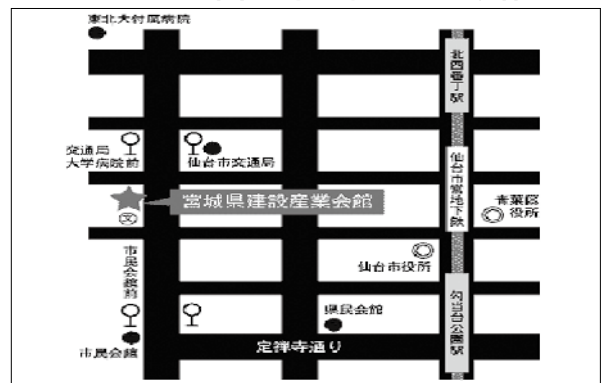 東北大付属病院
北四番丁駅
交通局
大学病院前
仙台市交通局
仙台市営地下鉄
宮城県建設産業会館
青葉区
役所
文
市民会館前
仙台市役所
勾当台公園駅
県民会館
市民会館
定禅寺通り